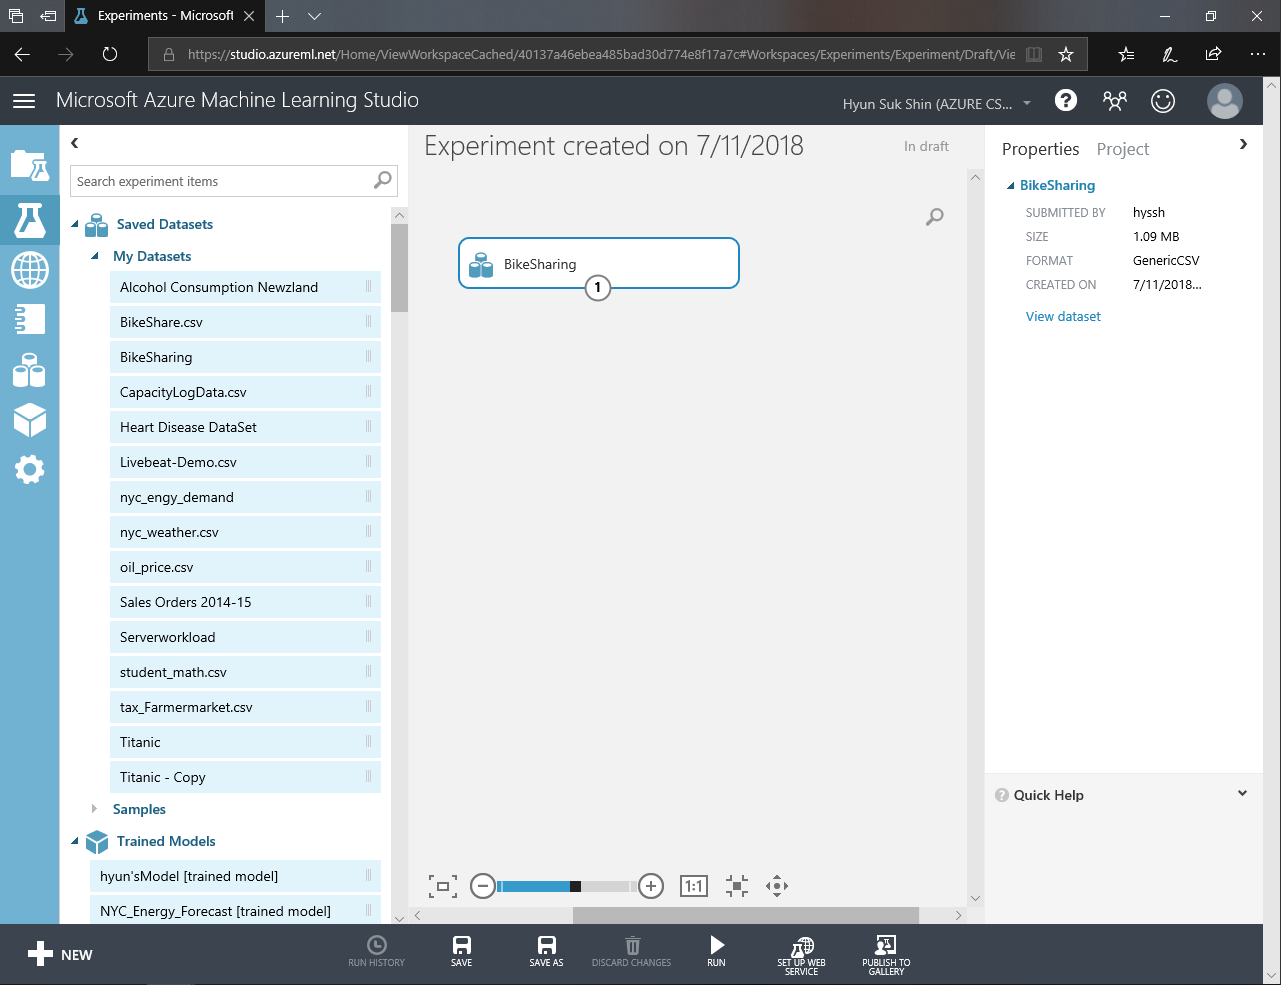 Experiments - Microsoft
https://studio.azureml.net/Home/ViewWorkspaceCached/40137a46ebea485bad30d774e8f17a7c#Workspaces/Experiments/Experiment/Draft/Vie
Microsoft Azure Machine Learning Studio
Hyun Suk Shin (AZURE CS...
Search experiment items
Saved Datasets
My Datasets
Alcohol Consumption Newzland
BikeShare.csv
BikeSharing
CapacityLogData.csv
Heart Disease DataSet
Livebeat-Demo.csv
nyc_engy_demand
nyc_weather.csv
oil_price.csv
Sales Orders 2014-15
Serverworkload
student_math.csv
tax_Farmermarket.csv
Titanic
Titanic - Copy
Samples
Trained Models
hyun'sModel [trained model]
NYC_Energy_Forecast [trained model]
Experiment created on 7/11/2018
In draft
BikeSharing
1
1:1
Properties Project
BikeSharing
SUBMITTED BY hyssh
SIZE 1.09 MB
FORMAT GenericCSV
CREATED ON 7/11/2018...
View dataset
? Quick Help
NEW
RUN HISTORY
SAVE
SAVE AS
DISCARD CHANGES
RUN
SET UP WEB
SERVICE
PUBLISH TO
GALLERY